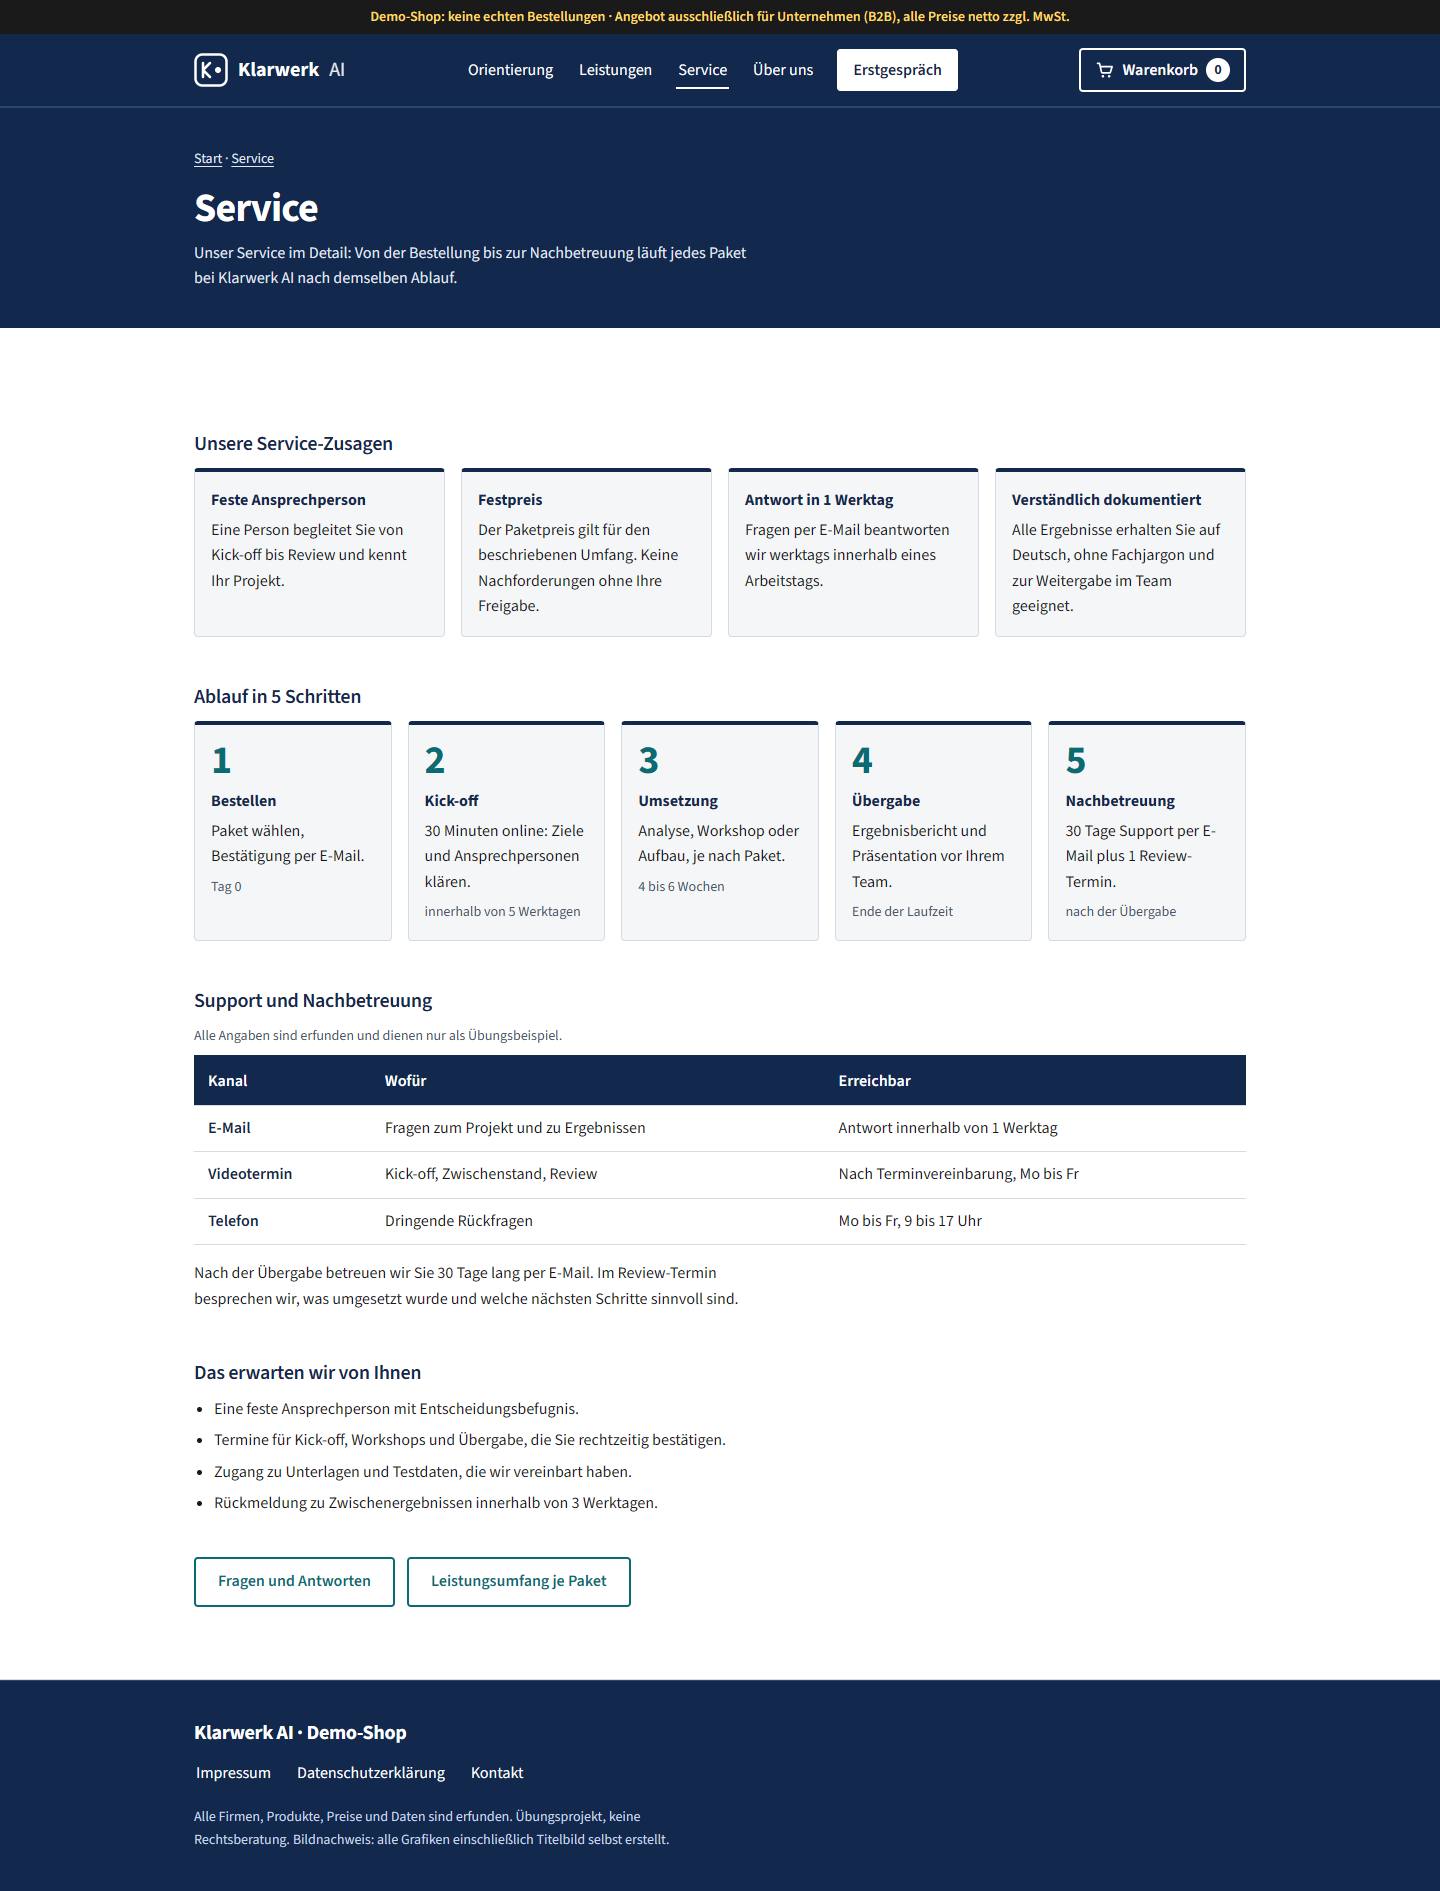 Demo-Shop: keine echten Bestellungen · Angebot ausschließlich für Unternehmen (B2B), alle Preise netto zzgl. MwSt.
K Klarwerk AI
Orientierung
Leistungen
Service
Über uns
Erstgespräch
Warenkorb 0
Start · Service
Service
Unser Service im Detail: Von der Bestellung bis zur Nachbetreuung läuft jedes Paket
bei Klarwerk AI nach demselben Ablauf.
Unsere Service-Zusagen
Feste Ansprechperson
Eine Person begleitet Sie von
Kick-off bis Review und kennt
Ihr Projekt.
Festpreis
Der Paketpreis gilt für den
beschriebenen Umfang. Keine
Nachforderungen ohne Ihre
Freigabe.
Antwort in 1 Werktag
Fragen per E-Mail beantworten
wir werktags innerhalb eines
Arbeitstags.
Verständlich dokumentiert
Alle Ergebnisse erhalten Sie auf
Deutsch, ohne Fachjargon und
zur Weitergabe im Team
geeignet.
Ablauf in 5 Schritten
1
Bestellen
Paket wählen,
Bestätigung per E-Mail.
Tag 0
2
Kick-off
30 Minuten online: Ziele
und Ansprechpersonen
klären.
innerhalb von 5 Werktagen
3
Umsetzung
Analyse, Workshop oder
Aufbau, je nach Paket.
4 bis 6 Wochen
4
Übergabe
Ergebnisbericht und
Präsentation vor Ihrem
Team.
Ende der Laufzeit
5
Nachbetreuung
30 Tage Support per E-
Mail plus 1 Review-
Termin.
nach der Übergabe
Support und Nachbetreuung
Alle Angaben sind erfunden und dienen nur als Übungsbeispiel.
Kanal Wofür Erreichbar
E-Mail Fragen zum Projekt und zu Ergebnissen Antwort innerhalb von 1 Werktag
Videotermin Kick-off, Zwischenstand, Review Nach Terminvereinbarung, Mo bis Fr
Telefon Dringende Rückfragen Mo bis Fr, 9 bis 17 Uhr
Nach der Übergabe betreuen wir Sie 30 Tage lang per E-Mail. Im Review-Termin
besprechen wir, was umgesetzt wurde und welche nächsten Schritte sinnvoll sind.
Das erwarten wir von Ihnen
• Eine feste Ansprechperson mit Entscheidungsbefugnis.
• Termine für Kick-off, Workshops und Übergabe, die Sie rechtzeitig bestätigen.
• Zugang zu Unterlagen und Testdaten, die wir vereinbart haben.
• Rückmeldung zu Zwischenergebnissen innerhalb von 3 Werktagen.
Fragen und Antworten
Leistungsumfang je Paket
Klarwerk AI · Demo-Shop
Impressum Datenschutzerklärung Kontakt
Alle Firmen, Produkte, Preise und Daten sind erfunden. Übungsprojekt, keine
Rechtsberatung. Bildnachweis: alle Grafiken einschließlich Titelbild selbst erstellt.